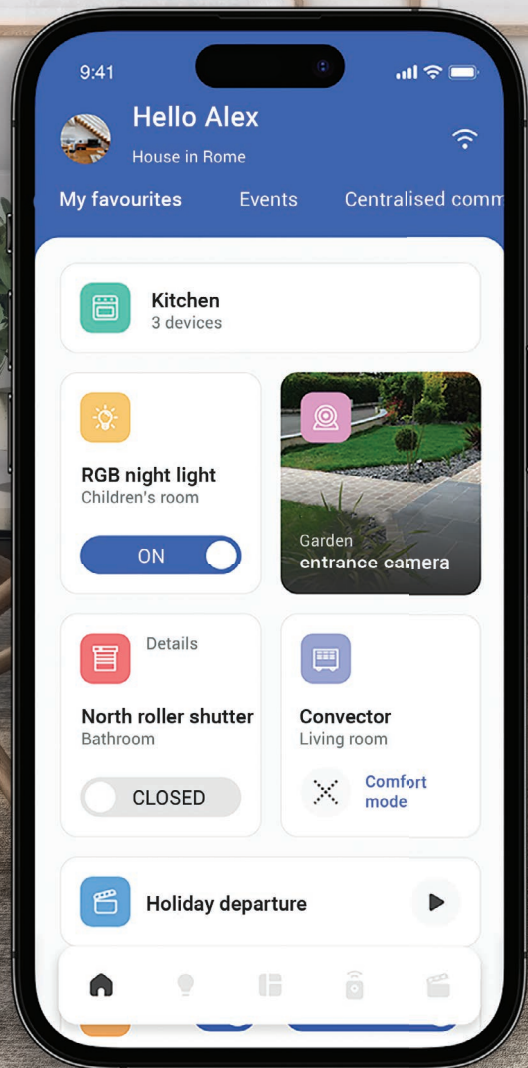 9:41
Hello Alex
House in Rome
My favourites Events Centralised comm
Kitchen
3 devices
RGB night light
Children's room
ON
Garden
entrance camera
Details
North roller shutter
Bathroom
CLOSED
Convector
Living room
Comfort
mode
Holiday departure